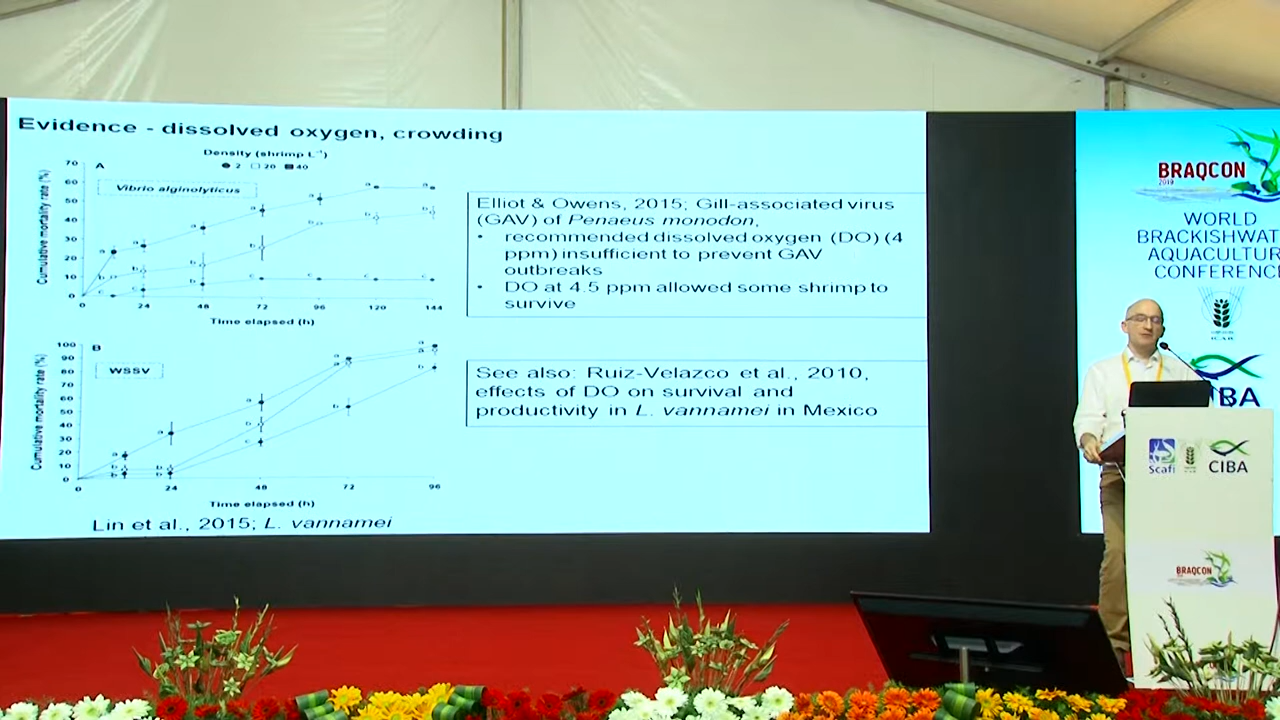 Evidence - dissolved oxygen, crowding
Density (shrimp L⁻¹)
2 20 40
A
Vibrio alginolyticus
Cumulative mortality rate (%)
70
60
50
40
30
20
10
0
0 24 48 72 96 120 144
Time elapsed (h)
B
WSSV
Cumulative mortality rate (%)
100
90
80
70
60
50
40
30
20
10
0
0 24 48 72 96
Time elapsed (h)
Lin et al., 2015; L. vannamei
Elliot & Owens, 2015; Gill-associated virus
(GAV) of Penaeus monodon,
• recommended dissolved oxygen (DO) (4
ppm) insufficient to prevent GAV
outbreaks
• DO at 4.5 ppm allowed some shrimp to
survive
See also: Ruiz-Velazco et al., 2010,
effects of DO on survival and
productivity in L. vannamei in Mexico
BRAQCON
2019
WORLD
BRACKISHWAT
AQUACULTUR
CONFERENC
CIBA
Scafi
CIBA
BRAQCON